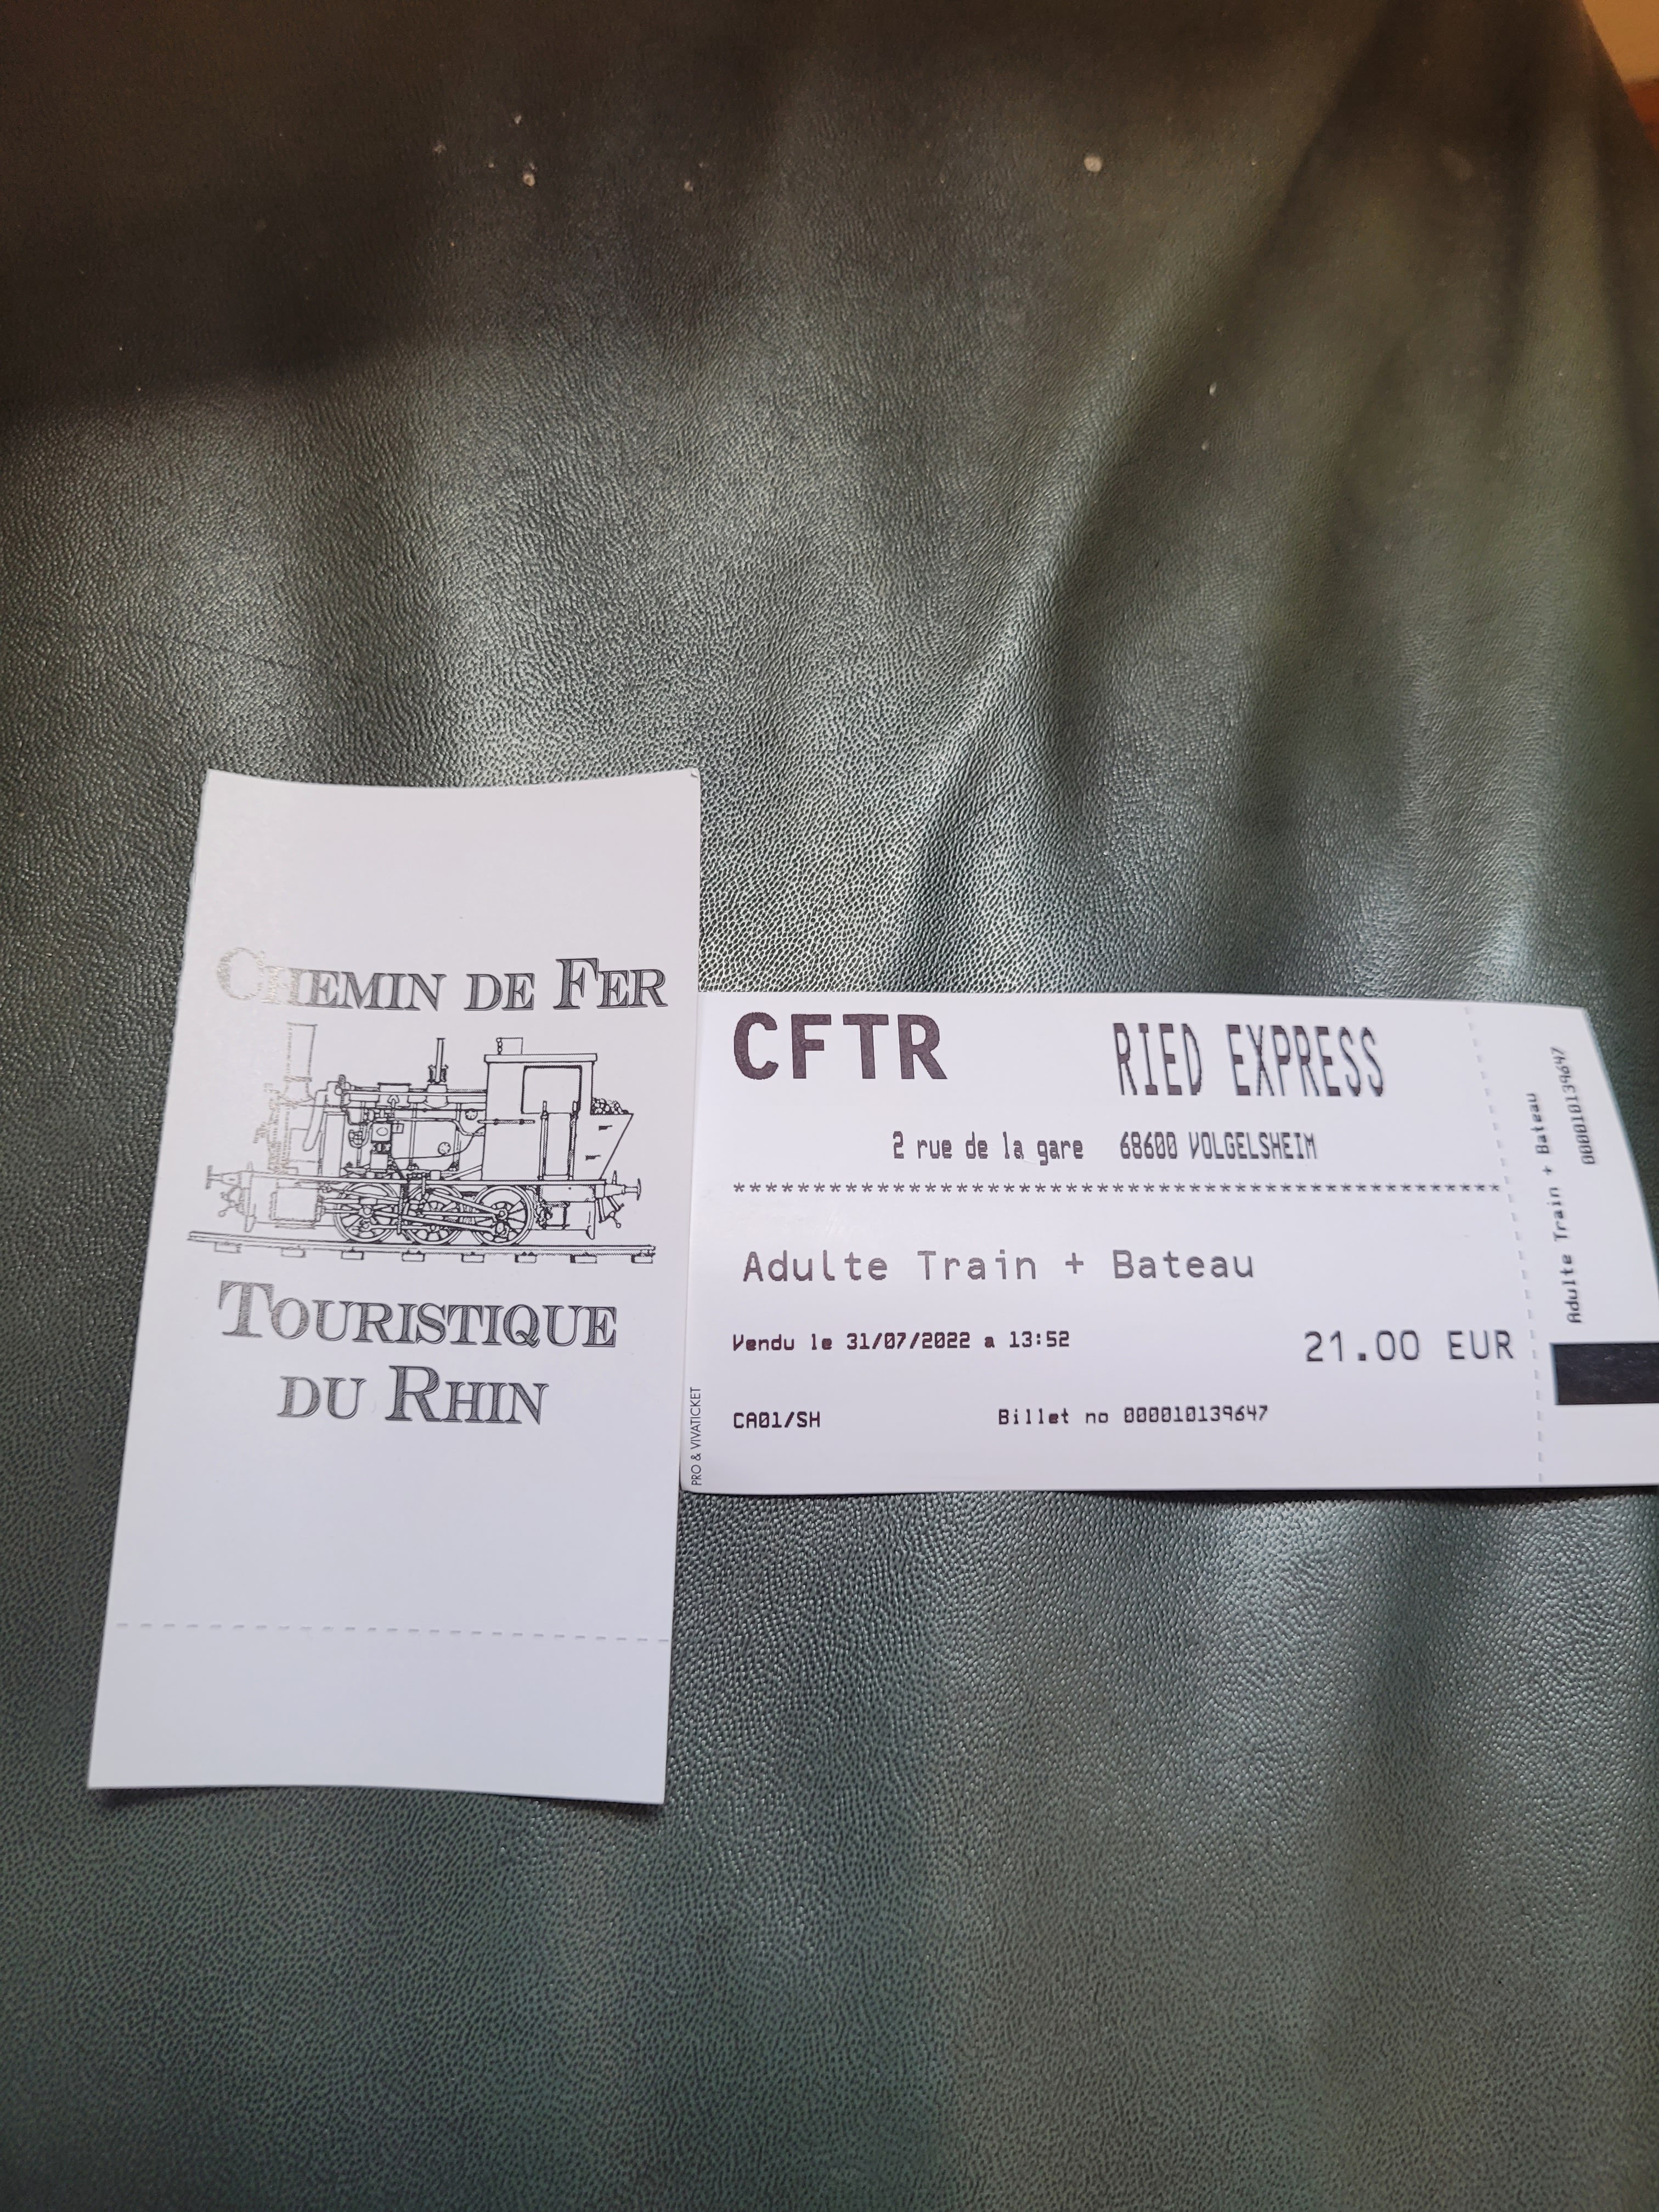 CHEMIN DE FER
TOURISTIQUE
DU RHIN
CFTR RIED EXPRESS
2 rue de la gare 68600 VOLGELSHEIM
************************************************
Adulte Train + Bateau
Vendu le 31/07/2022 a 13:52 21.00 EUR
CA01/SH Billet no 000010139647
PRO & VIVATICKET
Adulte Train + Bateau
000010139647